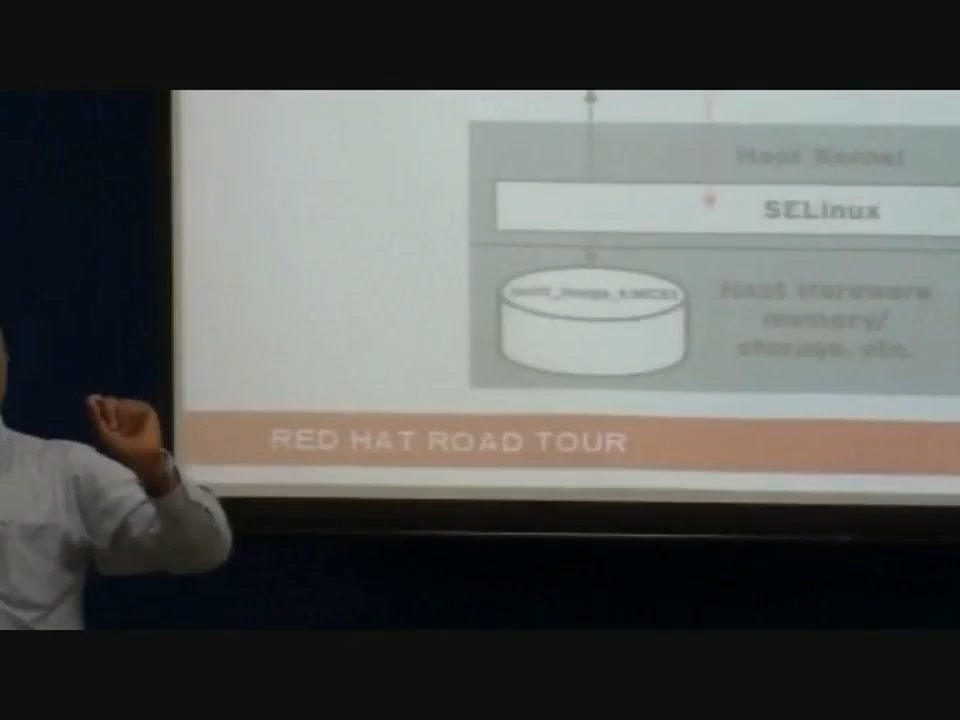 Host Kernel
SELinux
Host Hardware
memory/
storage, etc.
RED HAT ROAD TOUR